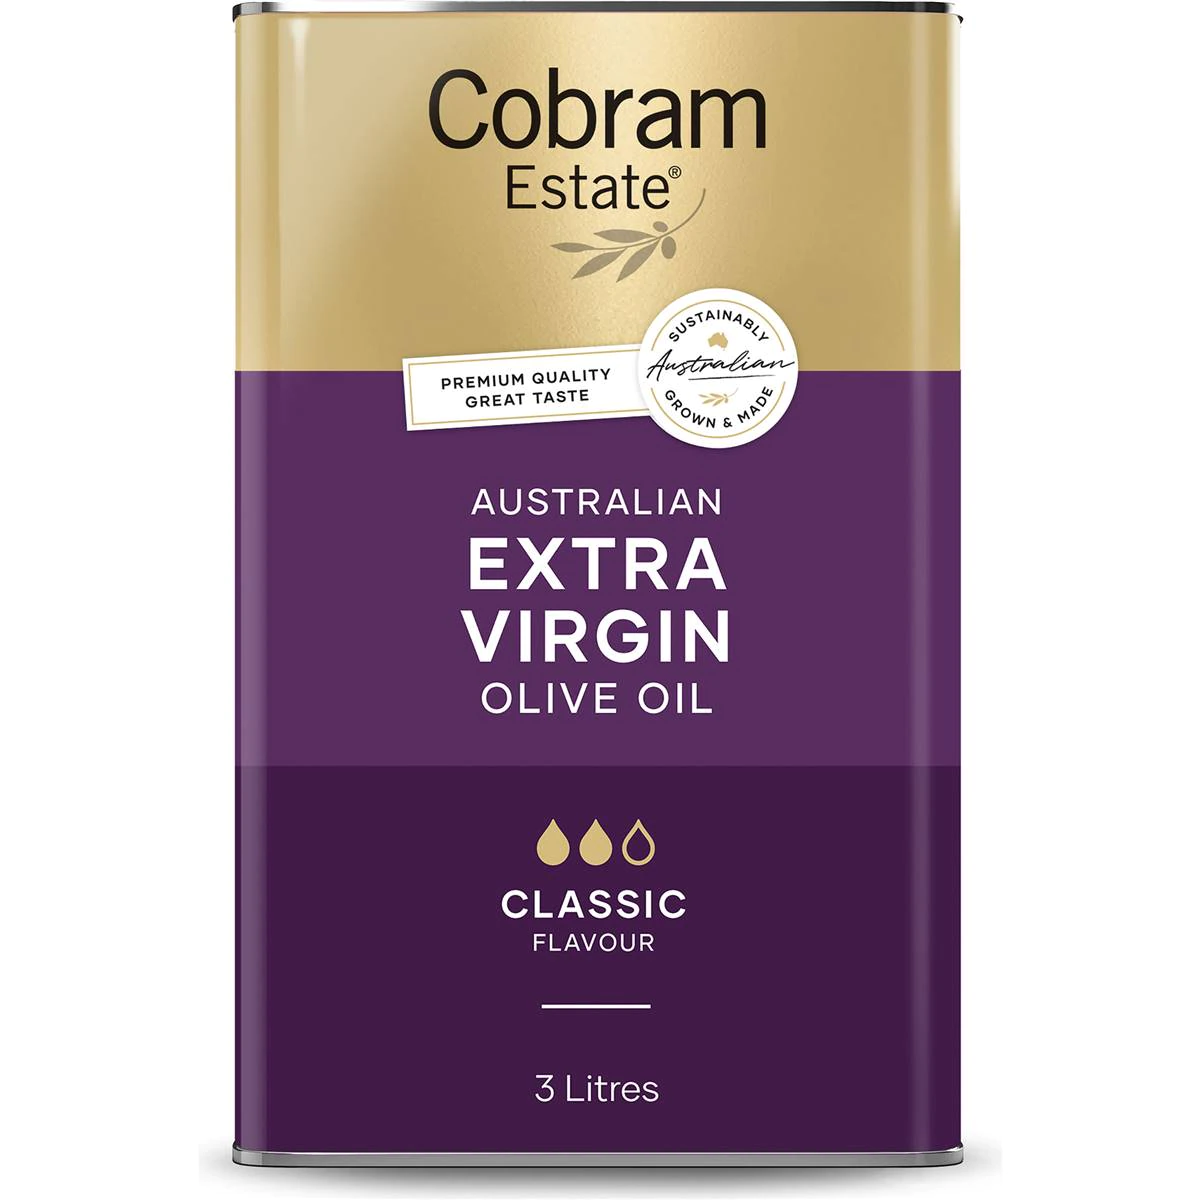 Cobram
Estate®
SUSTAINABLY
Australian
GROWN & MADE
PREMIUM QUALITY
GREAT TASTE
AUSTRALIAN
EXTRA
VIRGIN
OLIVE OIL
CLASSIC
FLAVOUR
3 Litres